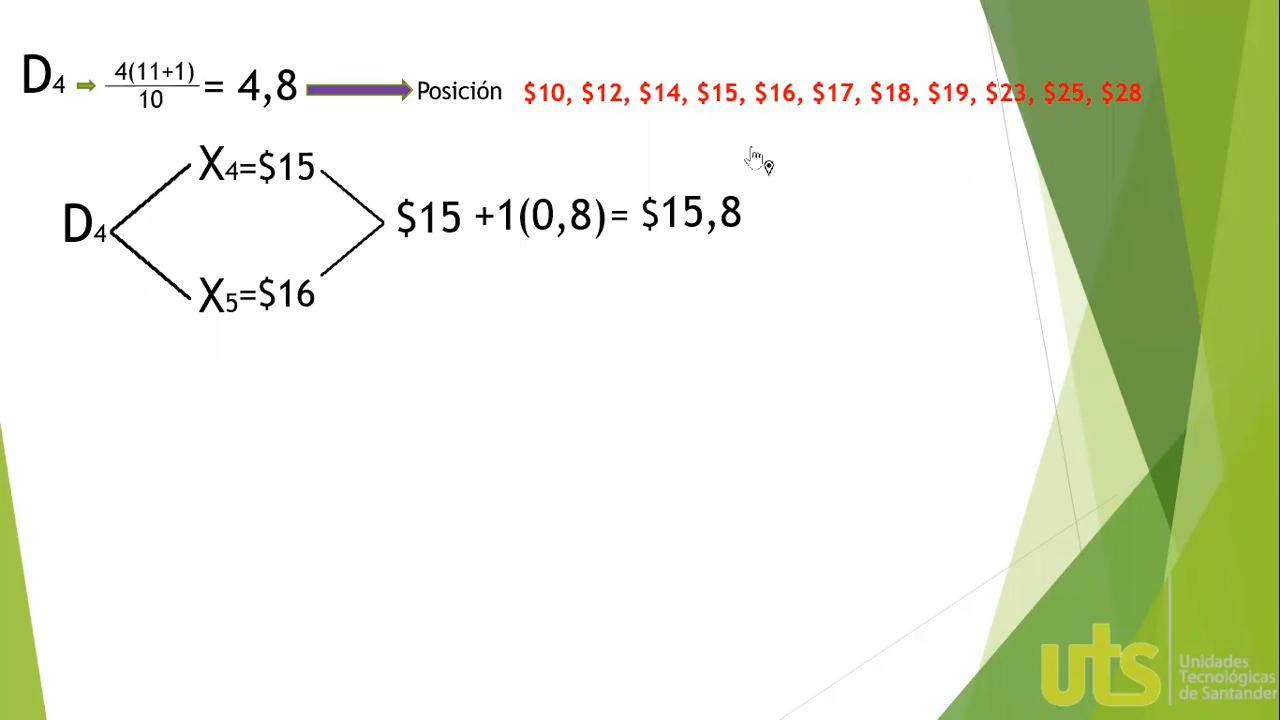 D4 4(11+1)/10 = 4,8 Posición $10, $12, $14, $15, $16, $17, $18, $19, $23, $25, $28
X4=$15
D4 $15 +1(0,8)= $15,8
X5=$16
uts Unidades
Tecnológicas
de Santander